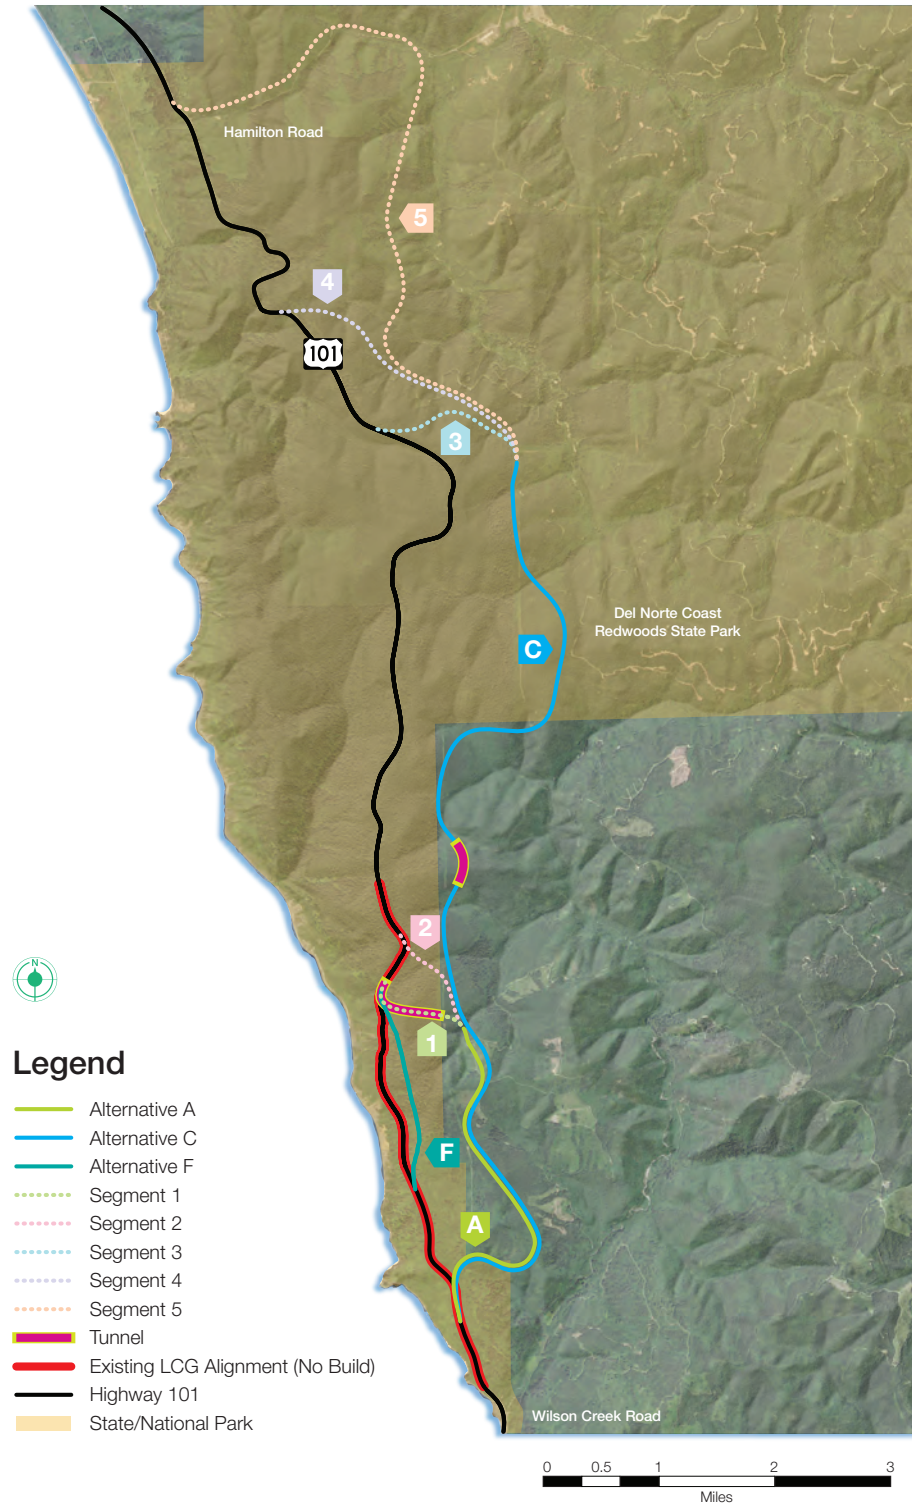 Hamilton Road
5
4
101
3
Del Norte Coast
Redwoods State Park
C
2
N
1
Legend
Alternative A
Alternative C
Alternative F
Segment 1
Segment 2
Segment 3
Segment 4
Segment 5
Tunnel
Existing LCG Alignment (No Build)
Highway 101
State/National Park
F
A
Wilson Creek Road
0 0.5 1 2 3
Miles